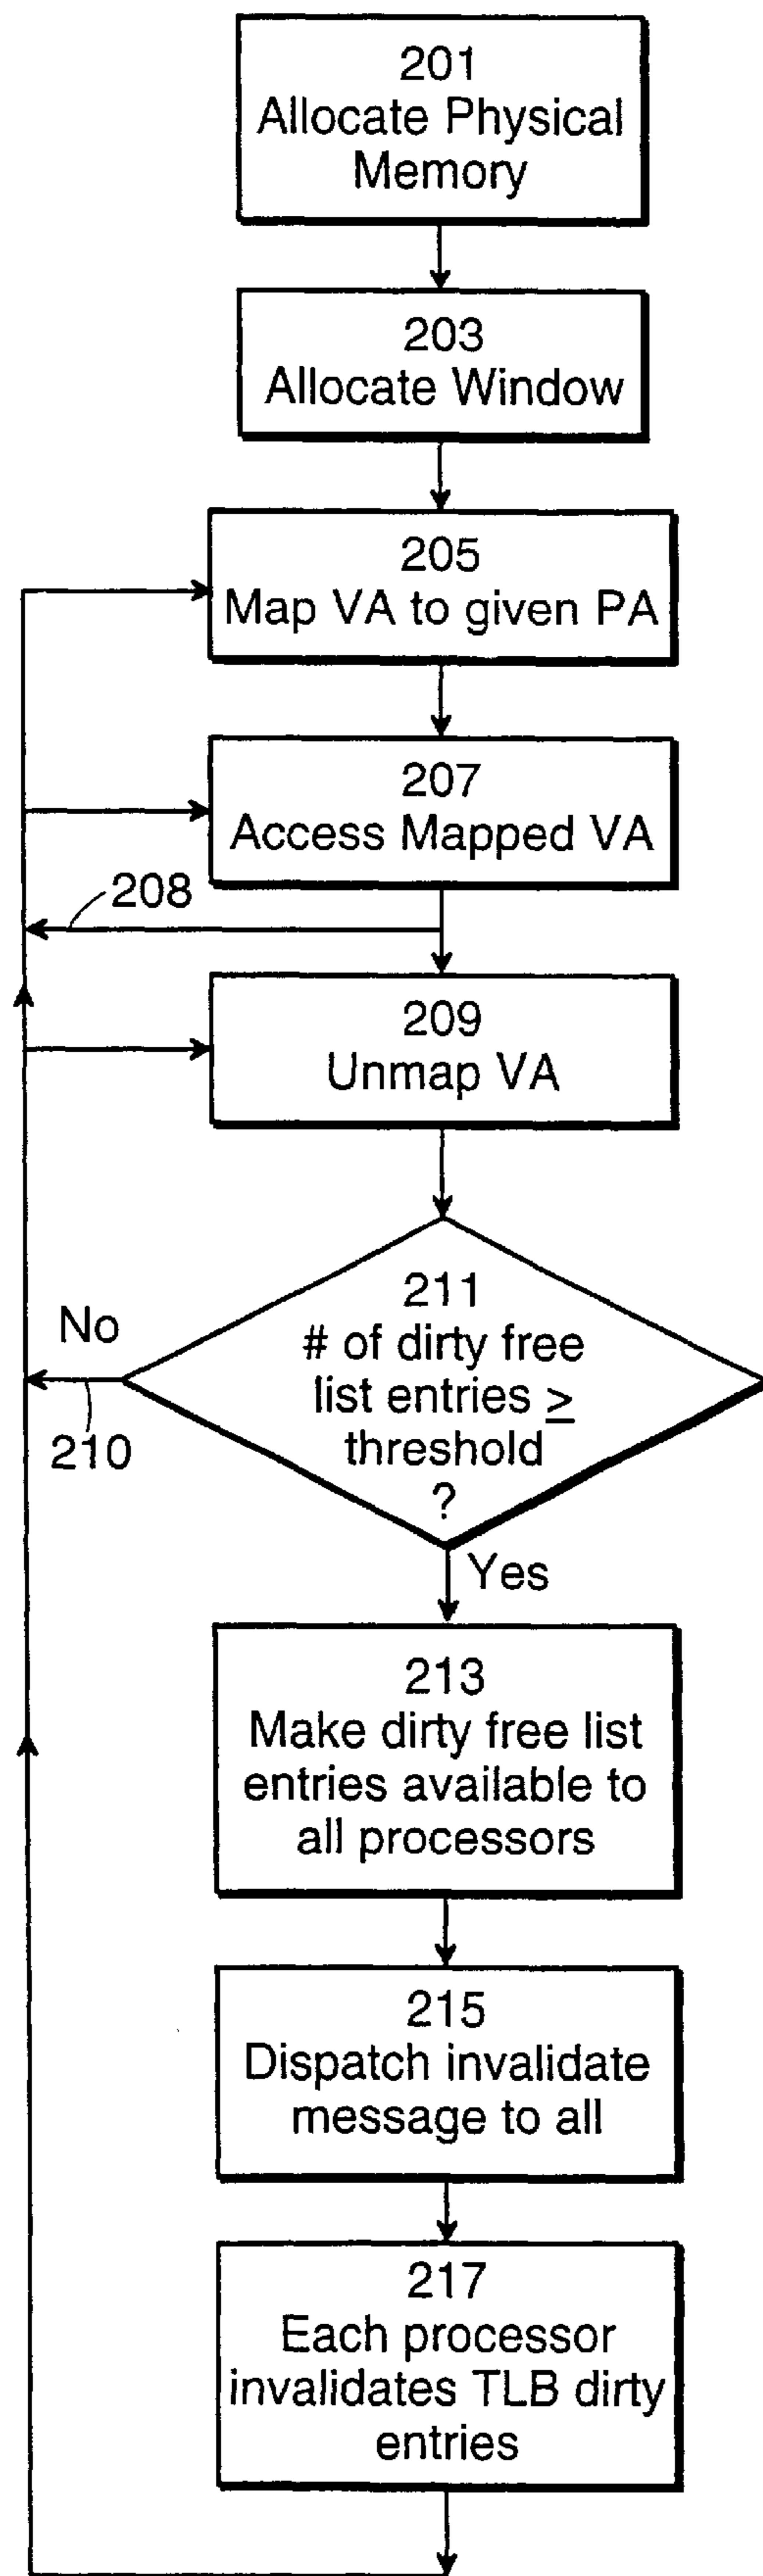 201
Allocate Physical
Memory
203
Allocate Window
205
Map VA to given PA
207
Access Mapped VA
208
209
Unmap VA
211
# of dirty free
list entries ≥
threshold
?
No
210
Yes
213
Make dirty free list
entries available to
all processors
215
Dispatch invalidate
message to all
217
Each processor
invalidates TLB dirty
entries